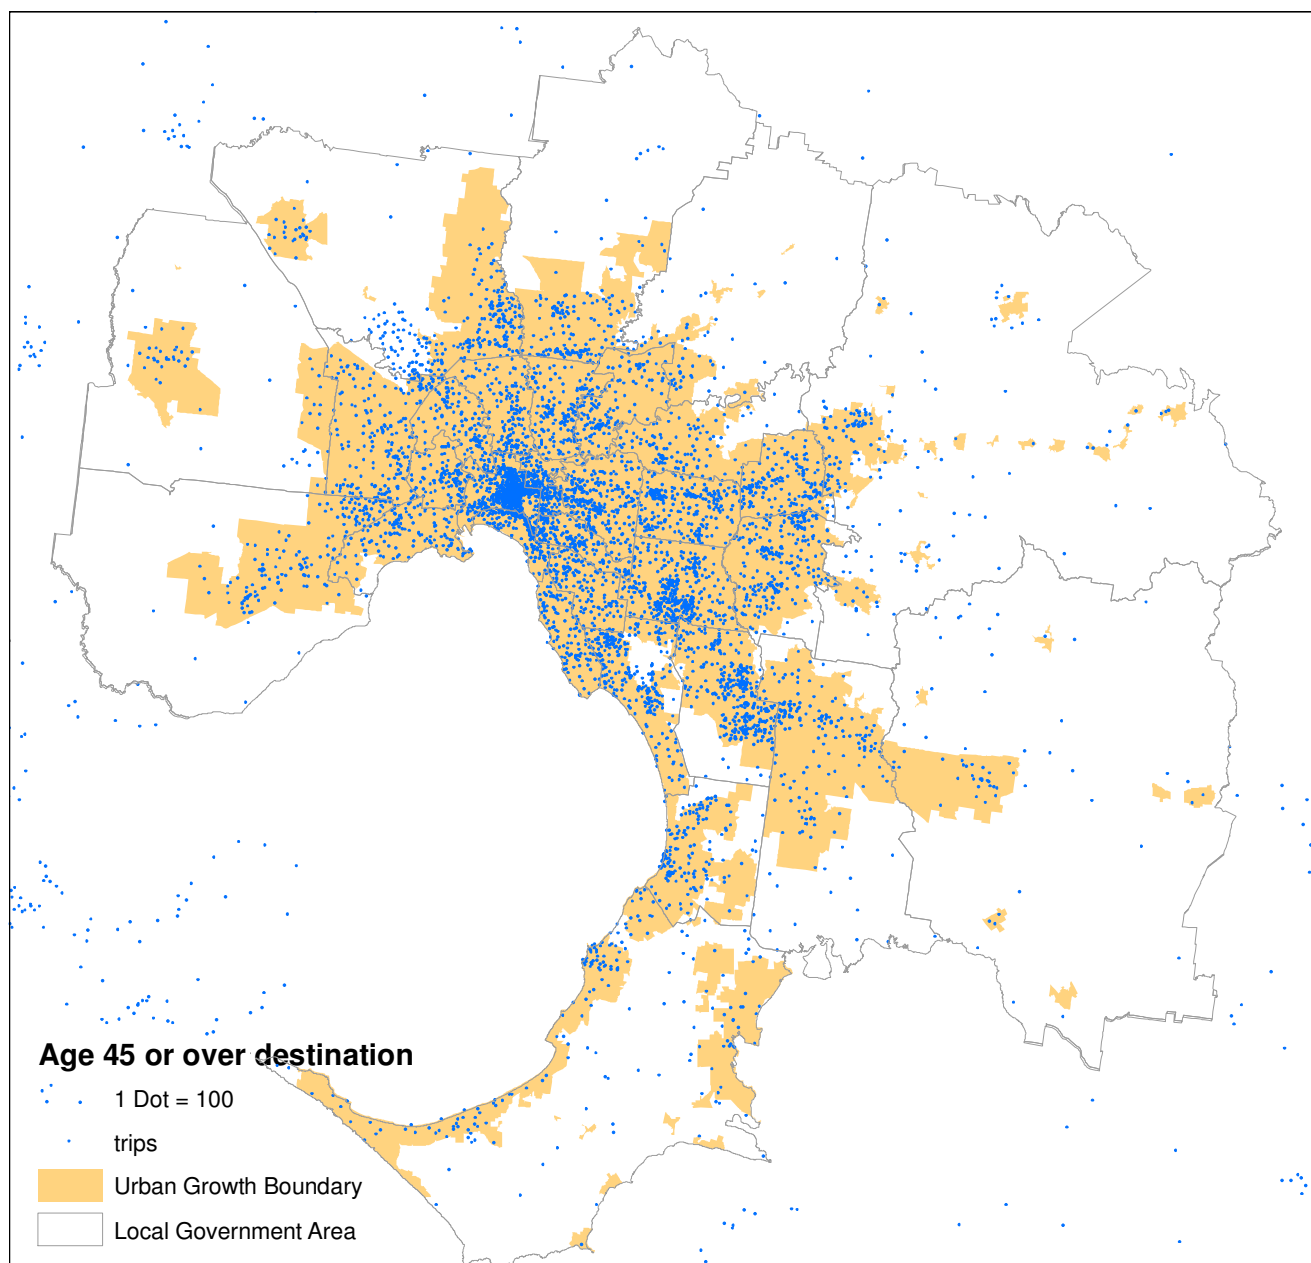 Age 45 or over destination
1 Dot = 100
trips
Urban Growth Boundary
Local Government Area